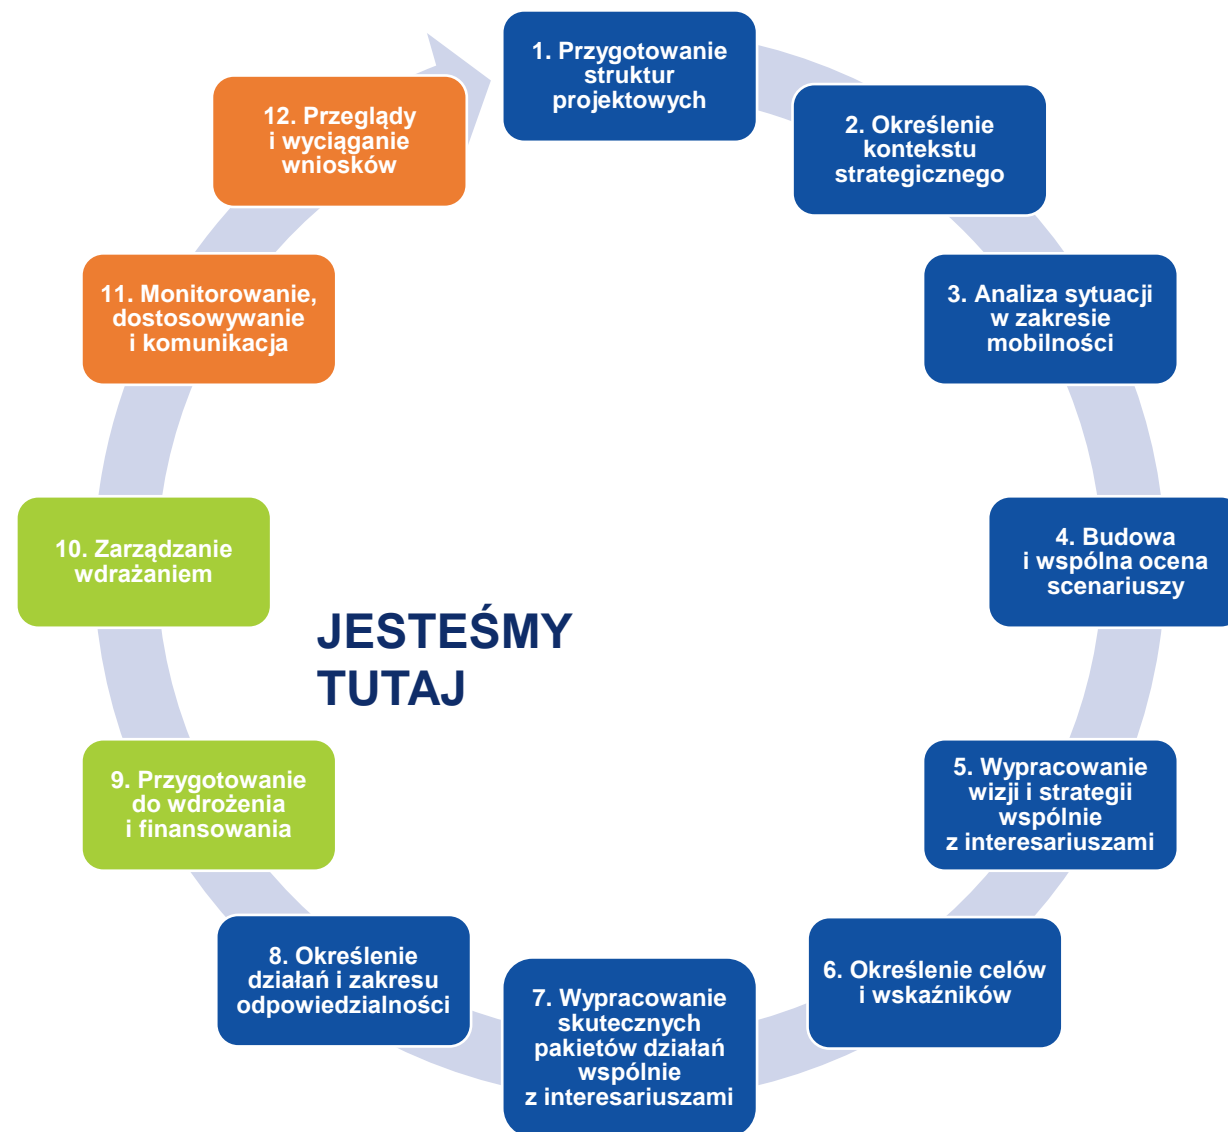 1. Przygotowanie
struktur
projektowych
2. Określenie
kontekstu
strategicznego
3. Analiza sytuacji
w zakresie
mobilności
4. Budowa
i wspólna ocena
scenariuszy
5. Wypracowanie
wizji i strategii
wspólnie
z interesariuszami
6. Określenie celów
i wskaźników
7. Wypracowanie
skutecznych
pakietów działań
wspólnie
z interesariuszami
8. Określenie
działań i zakresu
odpowiedzialności
9. Przygotowanie
do wdrożenia
i finansowania
10. Zarządzanie
wdrażaniem
11. Monitorowanie,
dostosowywanie
i komunikacja
12. Przeglądy
i wyciąganie
wniosków
JESTEŚMY
TUTAJ